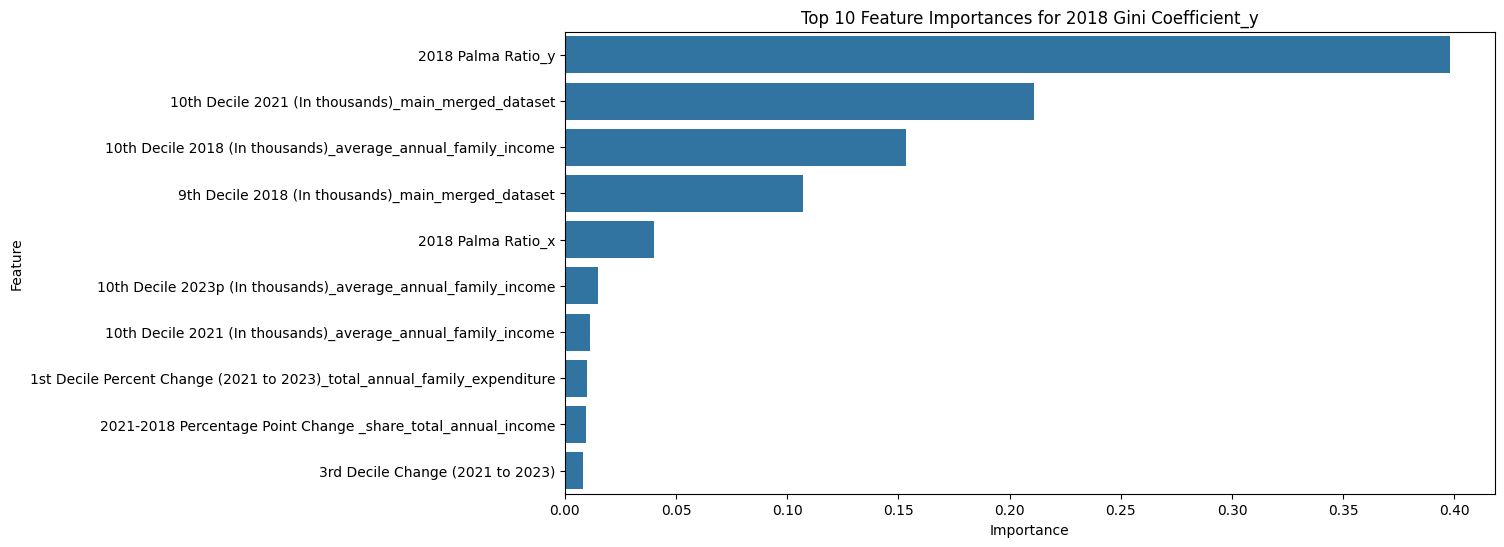 Top 10 Feature Importances for 2018 Gini Coefficient_y
Feature
2018 Palma Ratio_y
10th Decile 2021 (In thousands)_main_merged_dataset
10th Decile 2018 (In thousands)_average_annual_family_income
9th Decile 2018 (In thousands)_main_merged_dataset
2018 Palma Ratio_x
10th Decile 2023p (In thousands)_average_annual_family_income
10th Decile 2021 (In thousands)_average_annual_family_income
1st Decile Percent Change (2021 to 2023)_total_annual_family_expenditure
2021-2018 Percentage Point Change _share_total_annual_income
3rd Decile Change (2021 to 2023)
0.00 0.05 0.10 0.15 0.20 0.25 0.30 0.35 0.40
Importance